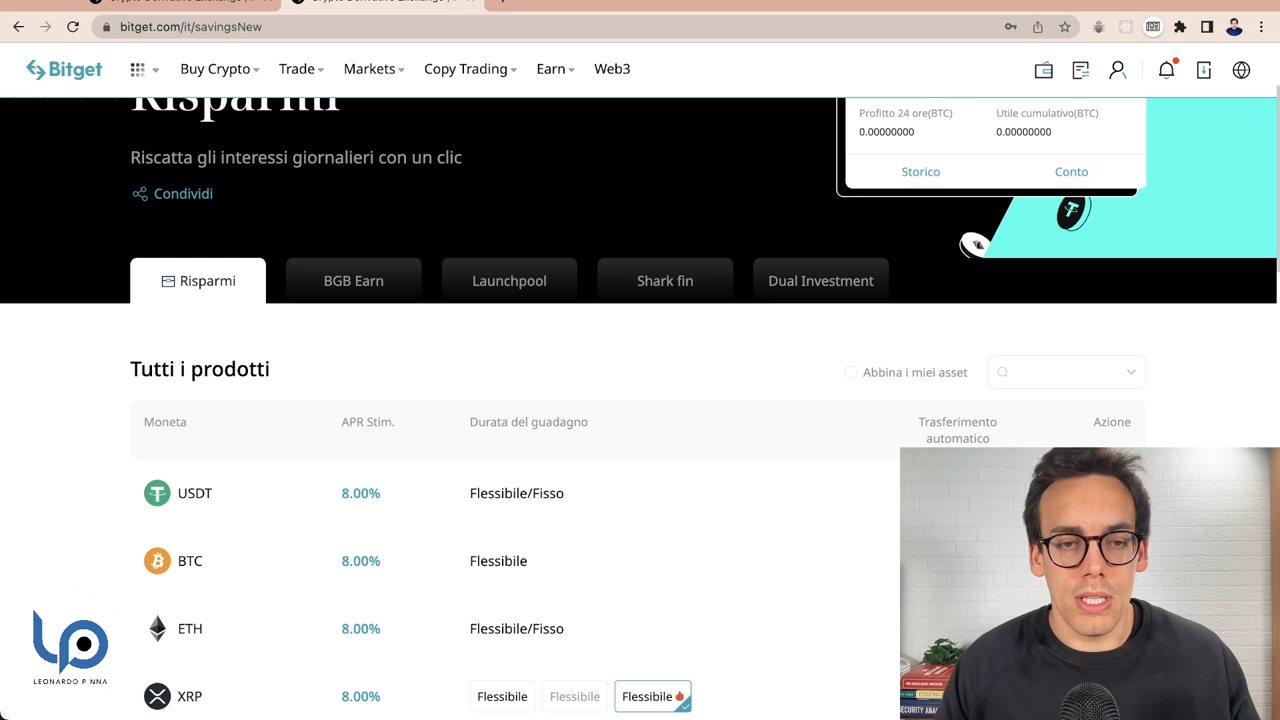 bitget.com/it/savingsNew
Bitget
Buy Crypto
Trade
Markets
Copy Trading
Earn
Web3
Risparmi
Profitto 24 ore(BTC)
Utile cumulativo(BTC)
0.00000000
0.00000000
Riscatta gli interessi giornalieri con un clic
Storico
Conto
Condividi
Risparmi
BGB Earn
Launchpool
Shark fin
Dual Investment
Tutti i prodotti
Abbina i miei asset
Moneta
APR Stim.
Durata del guadagno
Trasferimento
automatico
Azione
USDT
8.00%
Flessibile/Fisso
BTC
8.00%
Flessibile
ETH
8.00%
Flessibile/Fisso
XRP
8.00%
Flessibile
Flessibile
Flessibile
LEONARDO P NNA
SECURITY ANAL